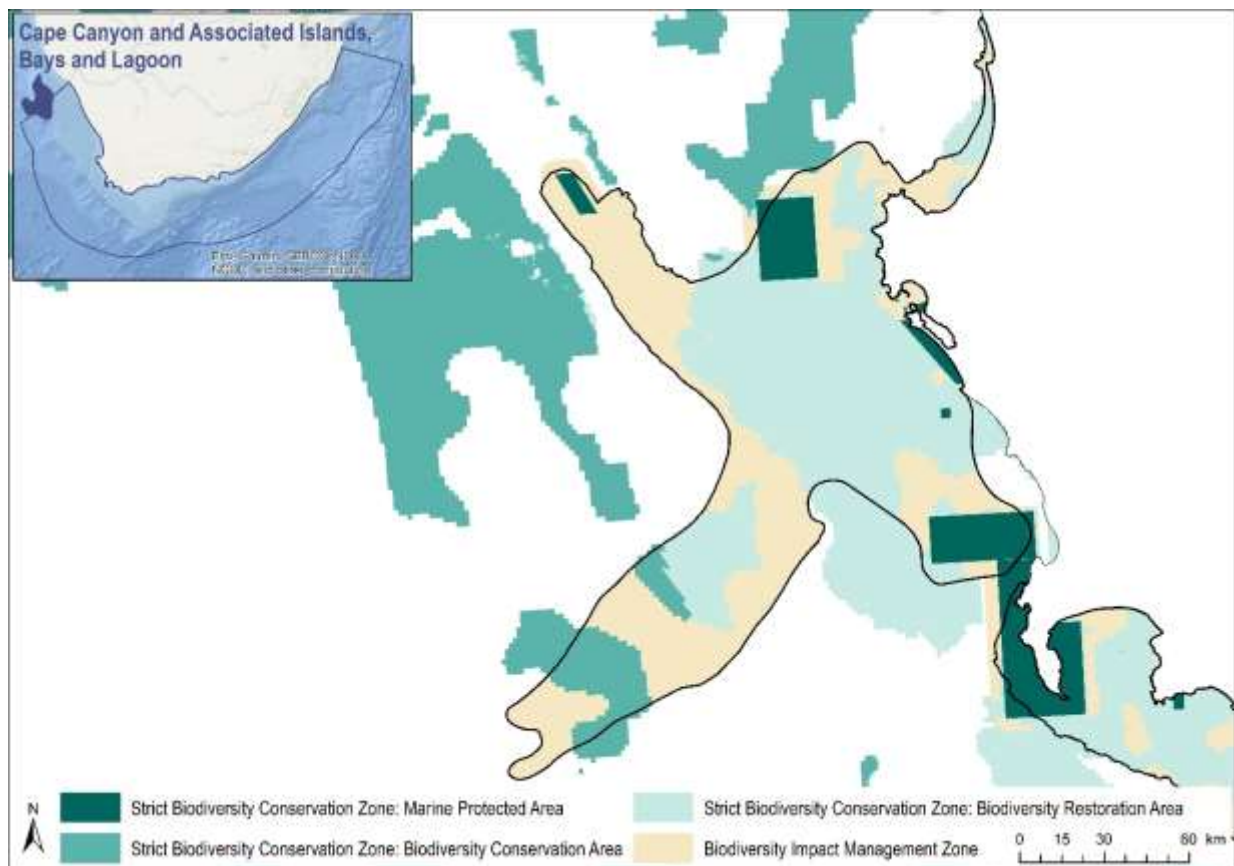 Cape Canyon and Associated Islands,
Bays and Lagoon
Strict Biodiversity Conservation Zone: Marine Protected Area
Strict Biodiversity Conservation Zone: Biodiversity Restoration Area
N
Strict Biodiversity Conservation Zone: Biodiversity Conservation Area
Biodiversity Impact Management Zone
0 15 30 60 km